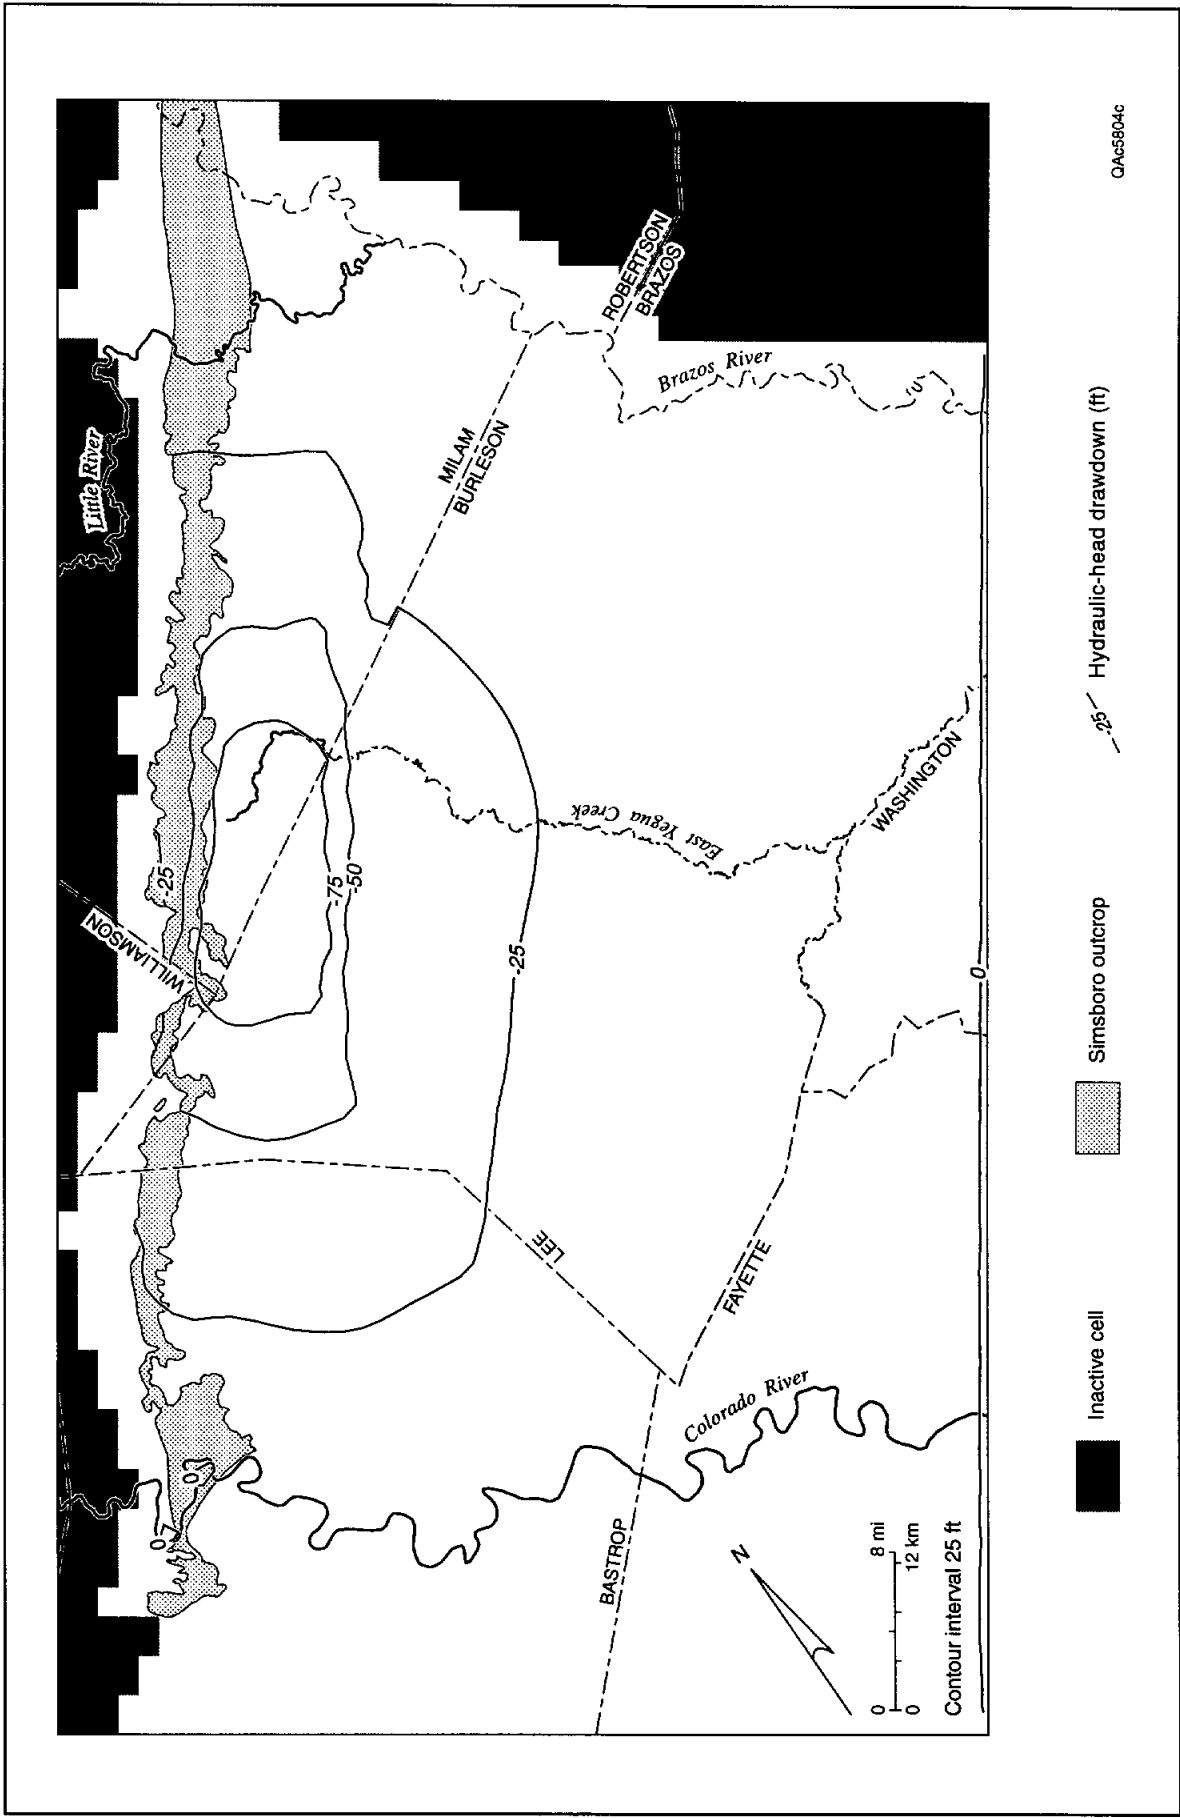 Little River
WILLIAMSON
MILAM
BURLESON
ROBERTSON
BRAZOS
Brazos River
East Yegua Creek
WASHINGTON
LEE
FAYETTE
Colorado River
BASTROP
-25
-75
-50
-25
0
0
0
N
0 8 mi
0 12 km
Contour interval 25 ft
Inactive cell
Simsboro outcrop
-25 Hydraulic-head drawdown (ft)
QAc5804c